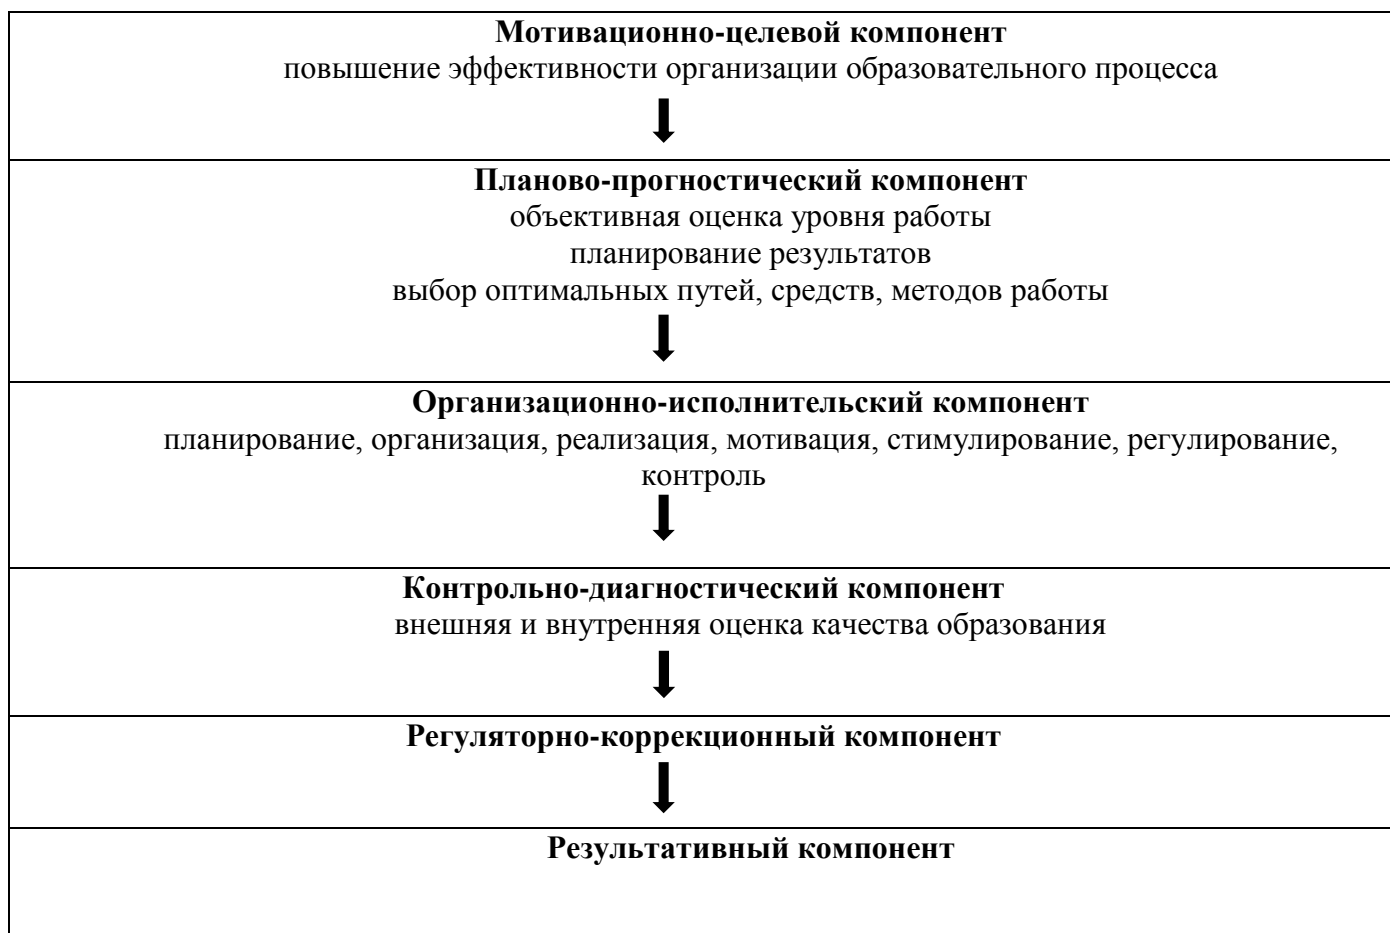 Мотивационно-целевой компонент
повышение эффективности организации образовательного процесса
Планово-прогностический компонент
объективная оценка уровня работы
планирование результатов
выбор оптимальных путей, средств, методов работы
Организационно-исполнительский компонент
планирование, организация, реализация, мотивация, стимулирование, регулирование,
контроль
Контрольно-диагностический компонент
внешняя и внутренняя оценка качества образования
Регуляторно-коррекционный компонент
Результативный компонент